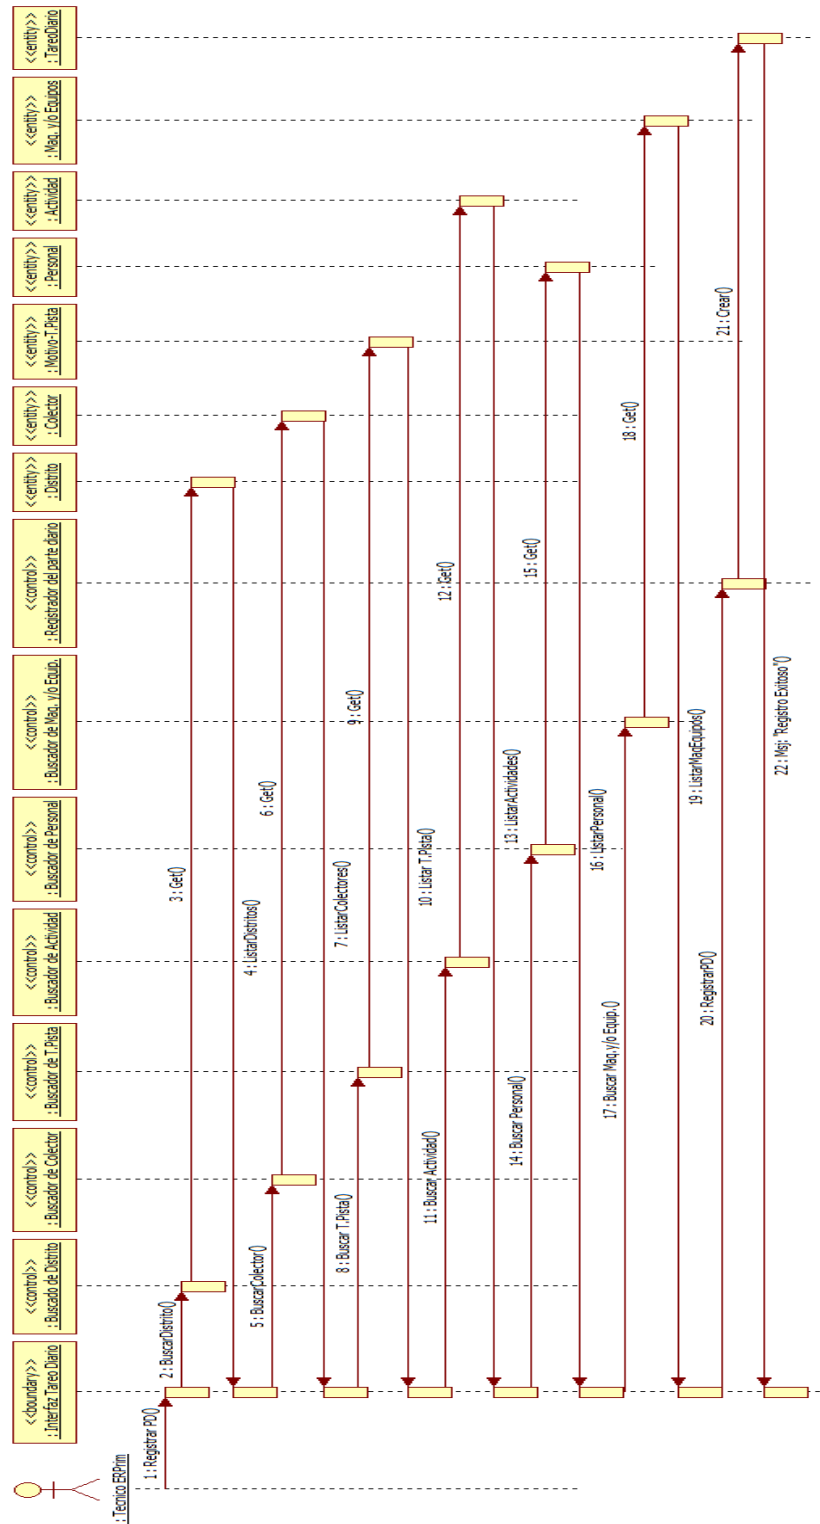 : Tecnico ERPrim
<<boundary>>
: Interfaz Tareo Diario
<<control>>
: Buscado de Distrito
<<control>>
: Buscador de Colector
<<control>>
: Buscador de T.Pista
<<control>>
: Buscador de Actividad
<<control>>
: Buscador de Personal
<<control>>
: Buscador de Maq. y/o Equip.
<<control>>
: Registrador del parte diario
<<entity>>
: Distrito
<<entity>>
: Colector
<<entity>>
: Motivo-T.Pista
<<entity>>
: Personal
<<entity>>
: Actividad
<<entity>>
: Maq. y/o Equipos
<<entity>>
: TareoDiario
1 : Registrar PD()
2 : BuscarDistrito()
3 : Get()
4 : ListarDistritos()
5 : BuscarColector()
6 : Get()
7 : ListarColectores()
8 : Buscar T.Pista()
9 : Get()
10 : Listar T.Pista()
11 : Buscar Actividad()
12 : Get()
13 : ListarActividades()
14 : Buscar Personal()
15 : Get()
16 : ListarPersonal()
17 : Buscar Maq.y/o Equip.()
18 : Get()
19 : ListarMaqEquipos()
20 : RegistrarPD()
21 : Crear()
22 : Msj: "Registro Exitoso"()